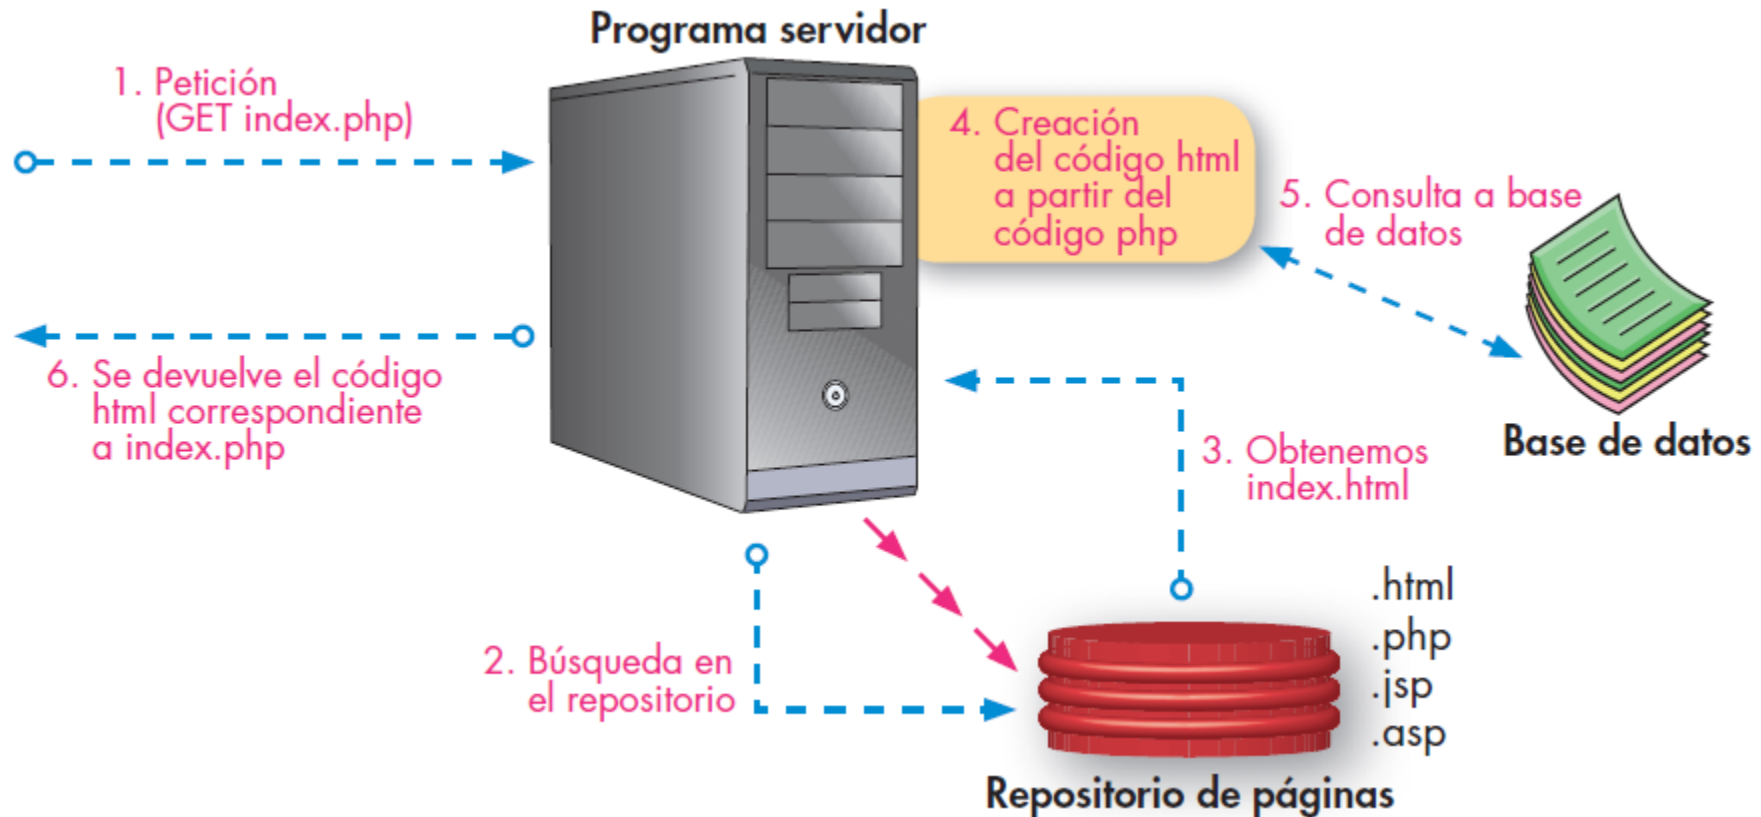 Programa servidor
1. Petición
(GET index.php)
4. Creación
del código html
a partir del
código php
5. Consulta a base
de datos
6. Se devuelve el código
html correspondiente
a index.php
Base de datos
3. Obtenemos
index.html
2. Búsqueda en
el repositorio
.html
.php
.jsp
.asp
Repositorio de páginas